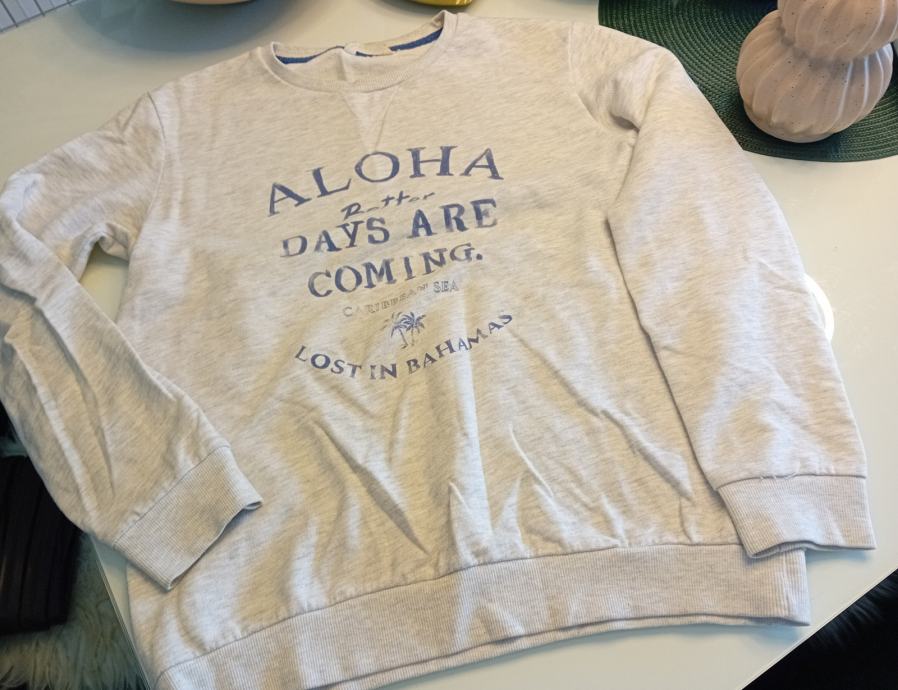 ALOHA
Better
DAYS ARE
COMING.
CARIBBEAN SEA
LOST IN BAHAMAS